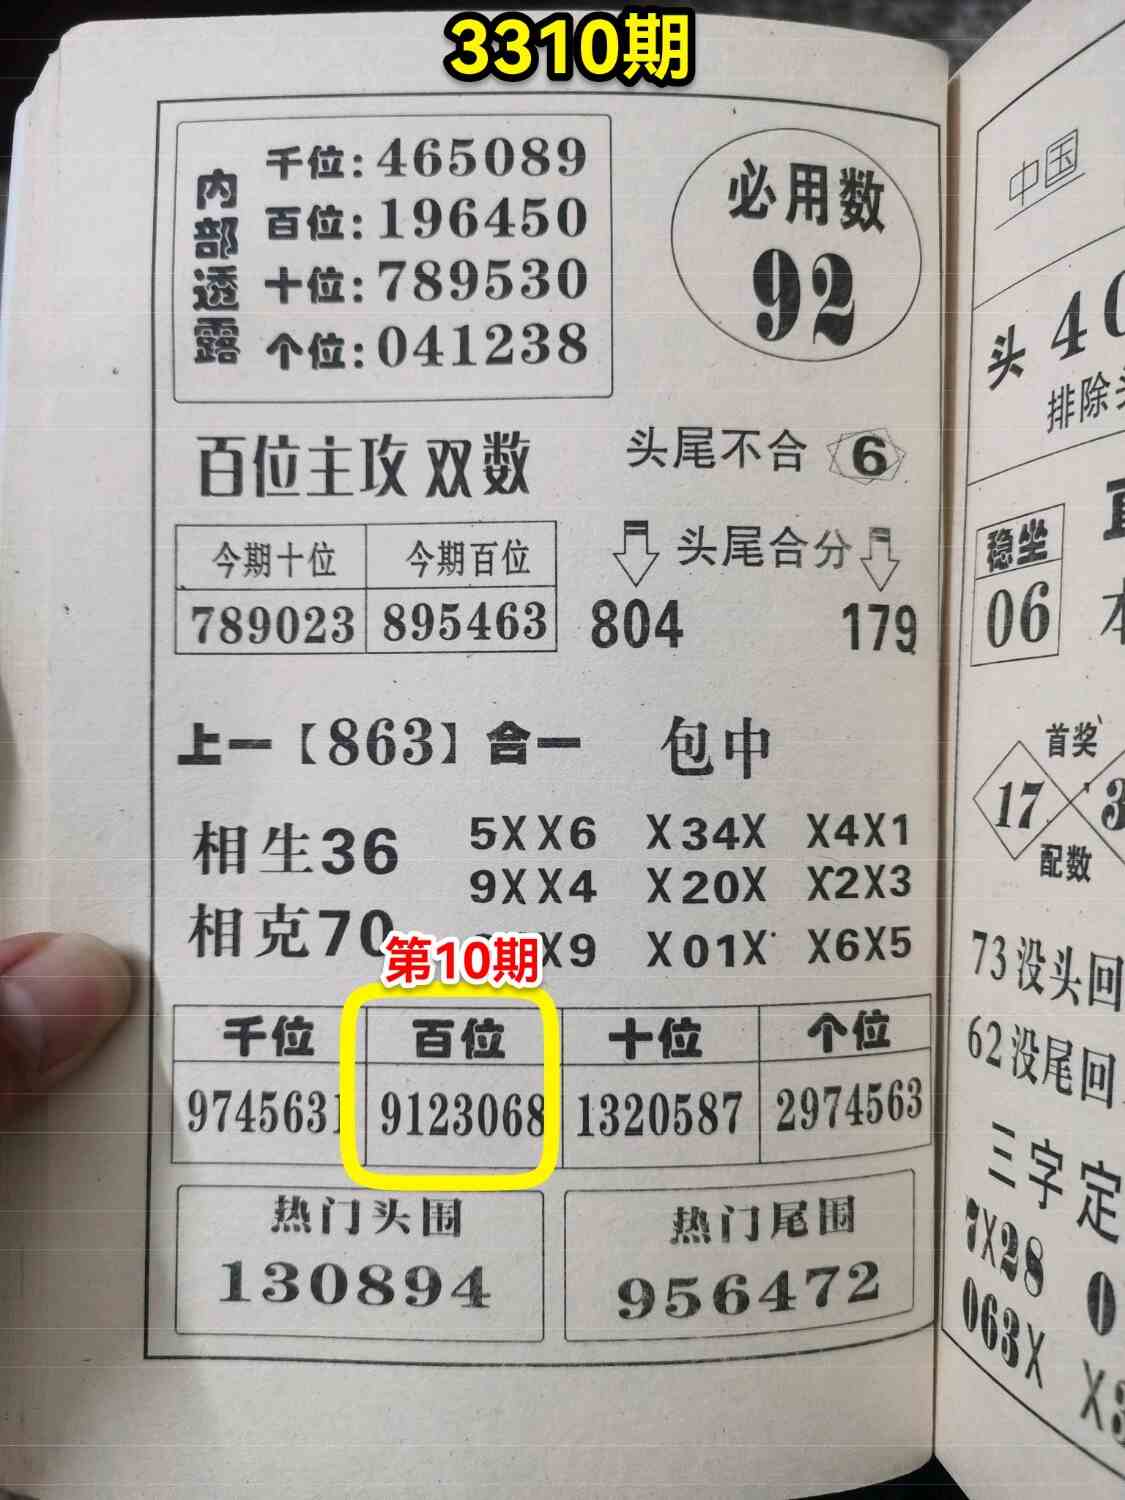 3310期
内部透露
千位:465089
百位:196450
十位:789530
个位:041238
必用数
92
百位主攻 双数
头尾不合 6
今期十位 今期百位
789023 895463
头尾合分
804 179
上一【863】合一 包中
相生36
相克70
5XX6 X34X X4X1
9XX4 X20X X2X3
X9 X01X X6X5
第10期
千位 百位 十位 个位
9745631 9123068 1320587 2974563
热门头围
130894
热门尾围
956472
中国
头 4
排除
稳坐
06
首奖
17
配数
73没头回
62没尾回
三字定
7X28
063X